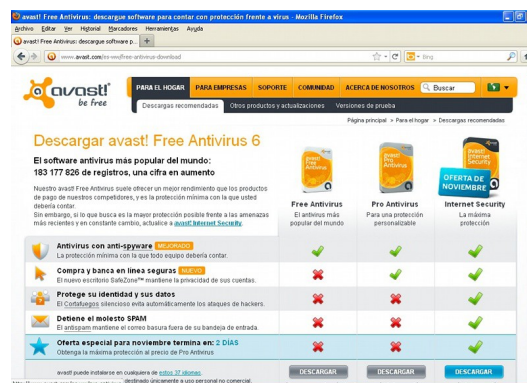 avast! Free Antivirus: descargue software para contar con protección frente a virus - Mozilla Firefox
Archivo Editar Ver Historial Marcadores Herramientas Ayuda
avast! Free Antivirus: descargue software p...
www.avast.com/es-ww/free-antivirus-download
Bing
avast!
be free
PARA EL HOGAR PARA EMPRESAS SOPORTE COMUNIDAD ACERCA DE NOSOTROS Buscar
Descargas recomendadas Otros productos y actualizaciones Versiones de prueba
Página principal > Para el hogar > Descargas recomendadas
Descargar avast! Free Antivirus 6
El software antivirus más popular del mundo:
183 177 826 de registros, una cifra en aumento
Nuestro avast! Free Antivirus suele ofrecer un mejor rendimiento que los productos
de pago de nuestros competidores, y es la protección mínima con la que usted
debería contar.
Sin embargo, si lo que busca es la mayor protección posible frente a las amenazas
más recientes y en constante cambio, actualice a avast! Internet Security.
avast! Free Antivirus
avast! Pro Antivirus
avast! Internet Security
OFERTA DE
NOVIEMBRE
Free Antivirus
El antivirus más
popular del mundo
Pro Antivirus
Para una protección
personalizable
Internet Security
La máxima
protección
Antivirus con anti-spyware MEJORADO
La protección mínima con la que todo equipo debería contar.
Compra y banca en línea seguras NUEVO
El nuevo escritorio SafeZone™ mantiene la privacidad de sus cuentas.
Protege su identidad y sus datos
El Cortafuegos silencioso evita automáticamente los ataques de hackers.
Detiene el molesto SPAM
El antispam mantiene el correo basura fuera de su bandeja de entrada.
Oferta especial para noviembre termina en: 2 DÍAS
Obtenga la máxima protección al precio de Pro Antivirus
avast! puede instalarse en cualquiera de estos 37 idiomas.
DESCARGAR DESCARGAR DESCARGAR
destinado únicamente a uso personal no comercial.